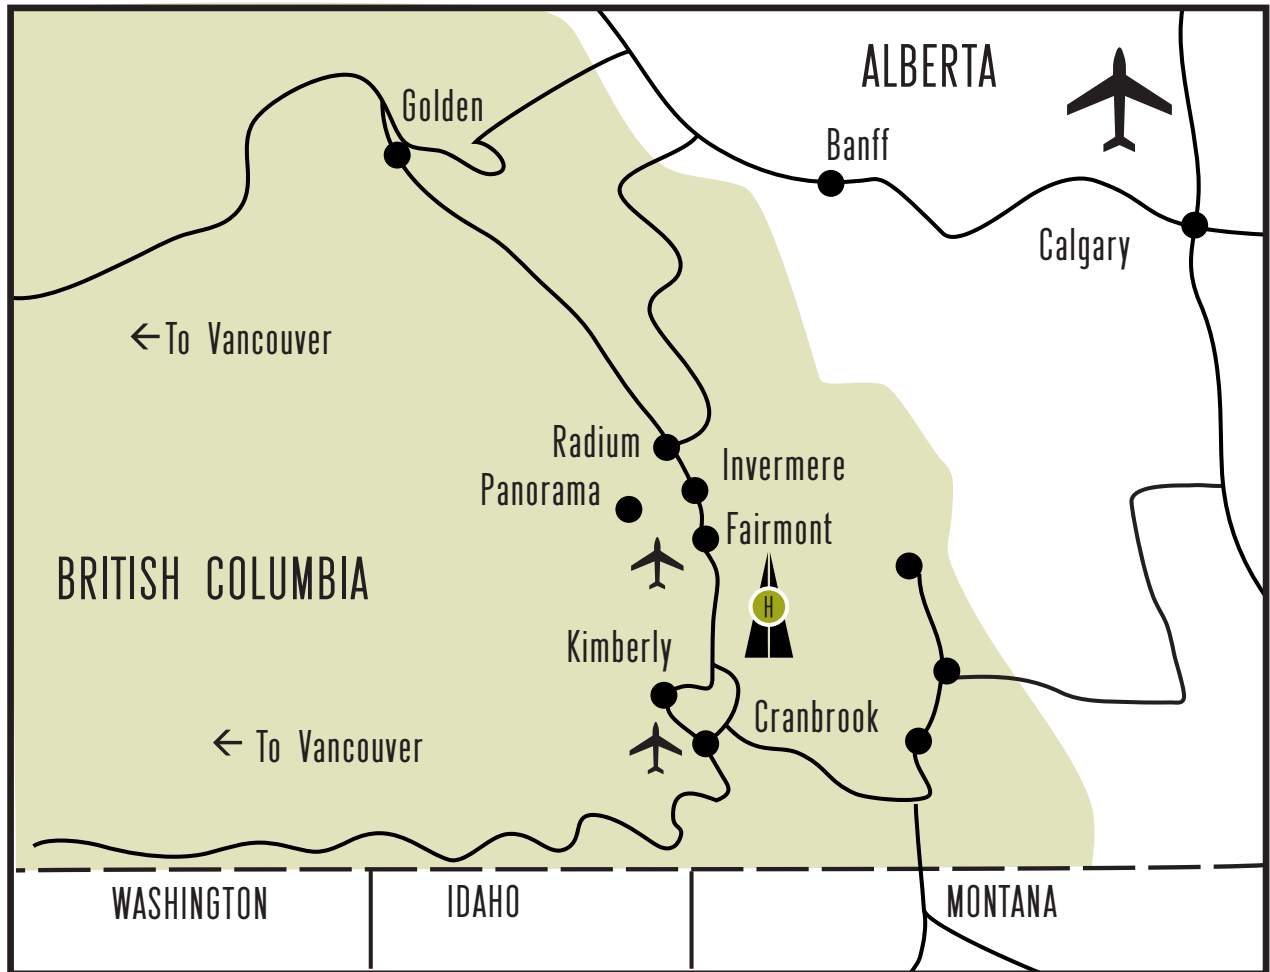 ALBERTA
Golden
Banff
Calgary
← To Vancouver
Radium
Invermere
Panorama
Fairmont
BRITISH COLUMBIA
H
Kimberly
Cranbrook
← To Vancouver
WASHINGTON
IDAHO
MONTANA